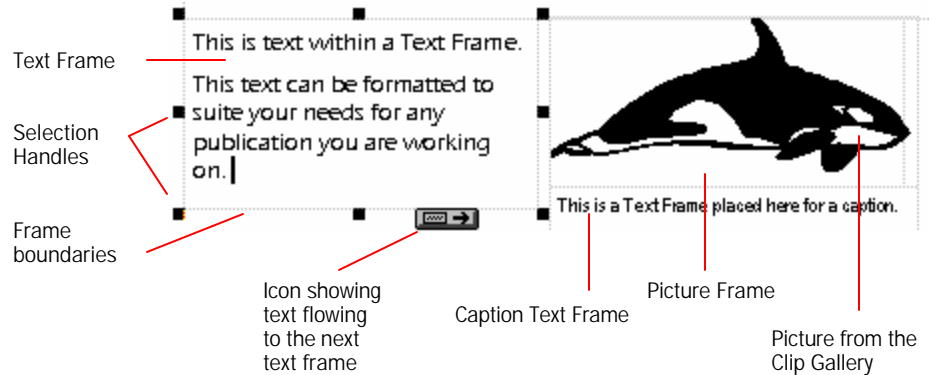 Text Frame
This is text within a Text Frame.
This text can be formatted to
suite your needs for any
publication you are working
on.
Selection
Handles
Frame
boundaries
This is a Text Frame placed here for a caption.
Icon showing
text flowing
to the next
text frame
Caption Text Frame
Picture Frame
Picture from the
Clip Gallery